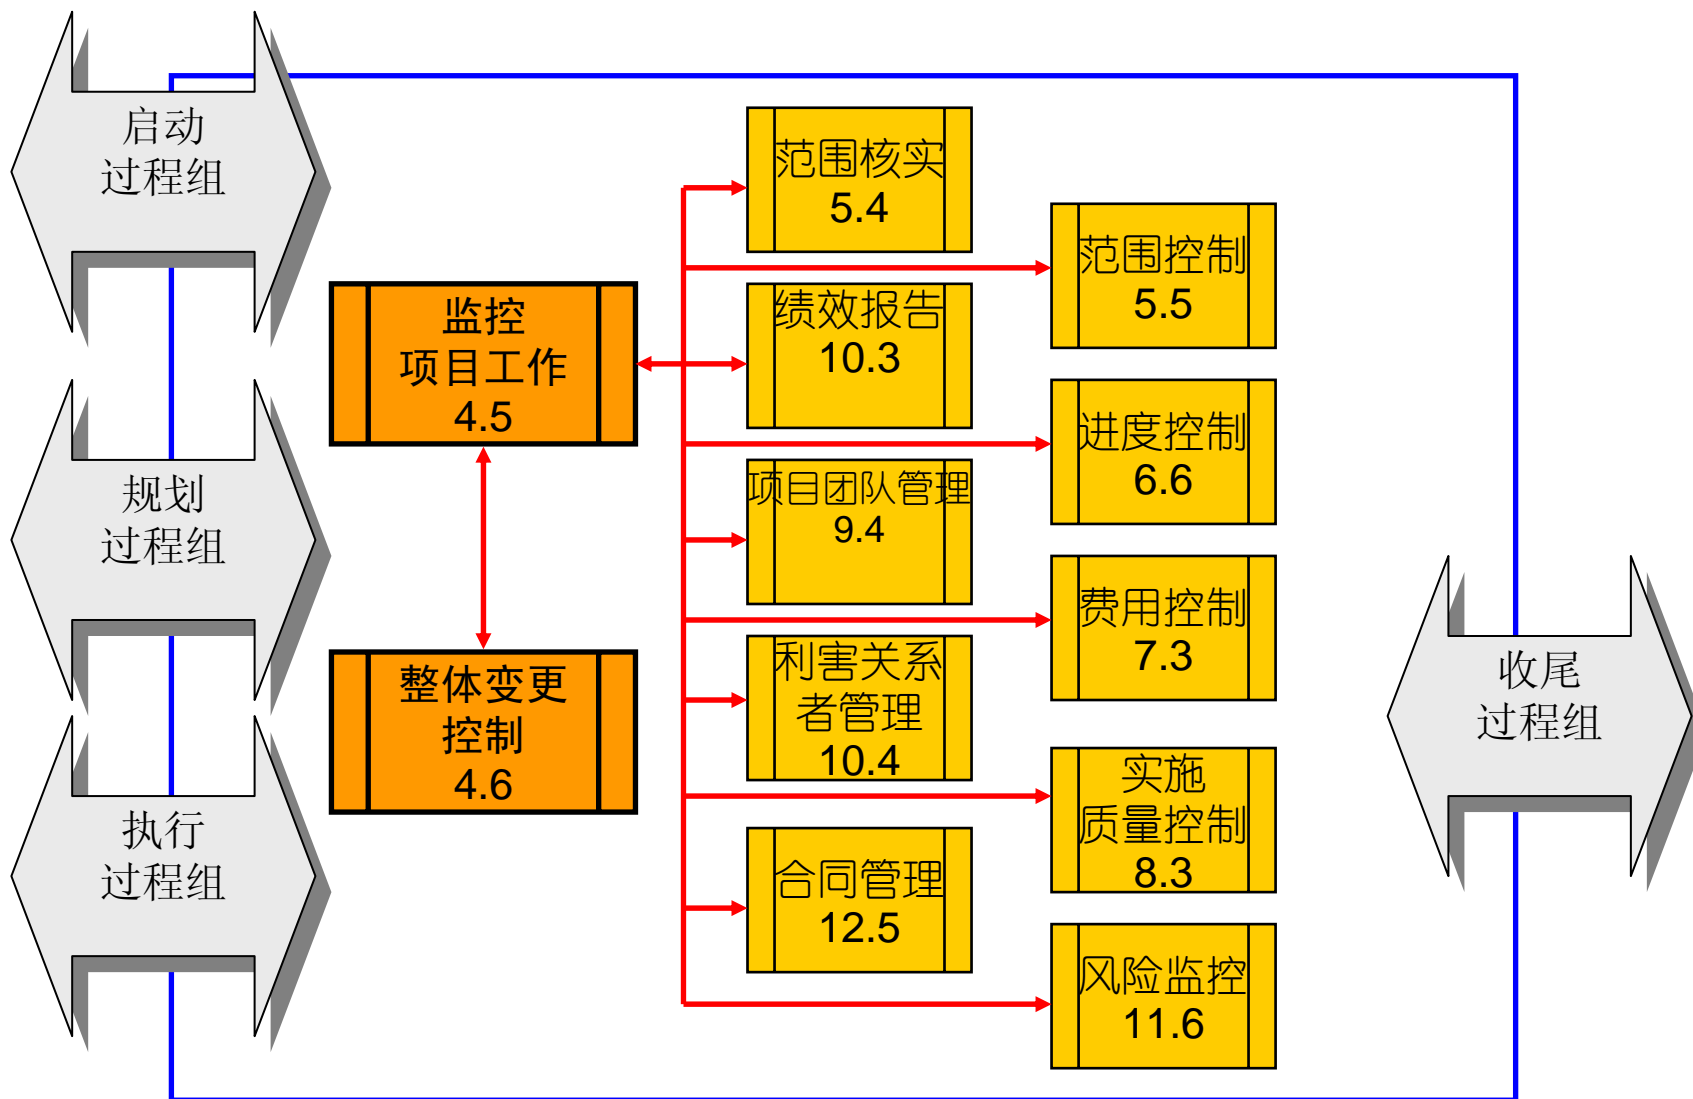 启动
过程组
规划
过程组
执行
过程组
监控
项目工作
4.5
整体变更
控制
4.6
范围核实
5.4
绩效报告
10.3
项目团队管理
9.4
利害关系
者管理
10.4
合同管理
12.5
范围控制
5.5
进度控制
6.6
费用控制
7.3
实施
质量控制
8.3
风险监控
11.6
收尾
过程组